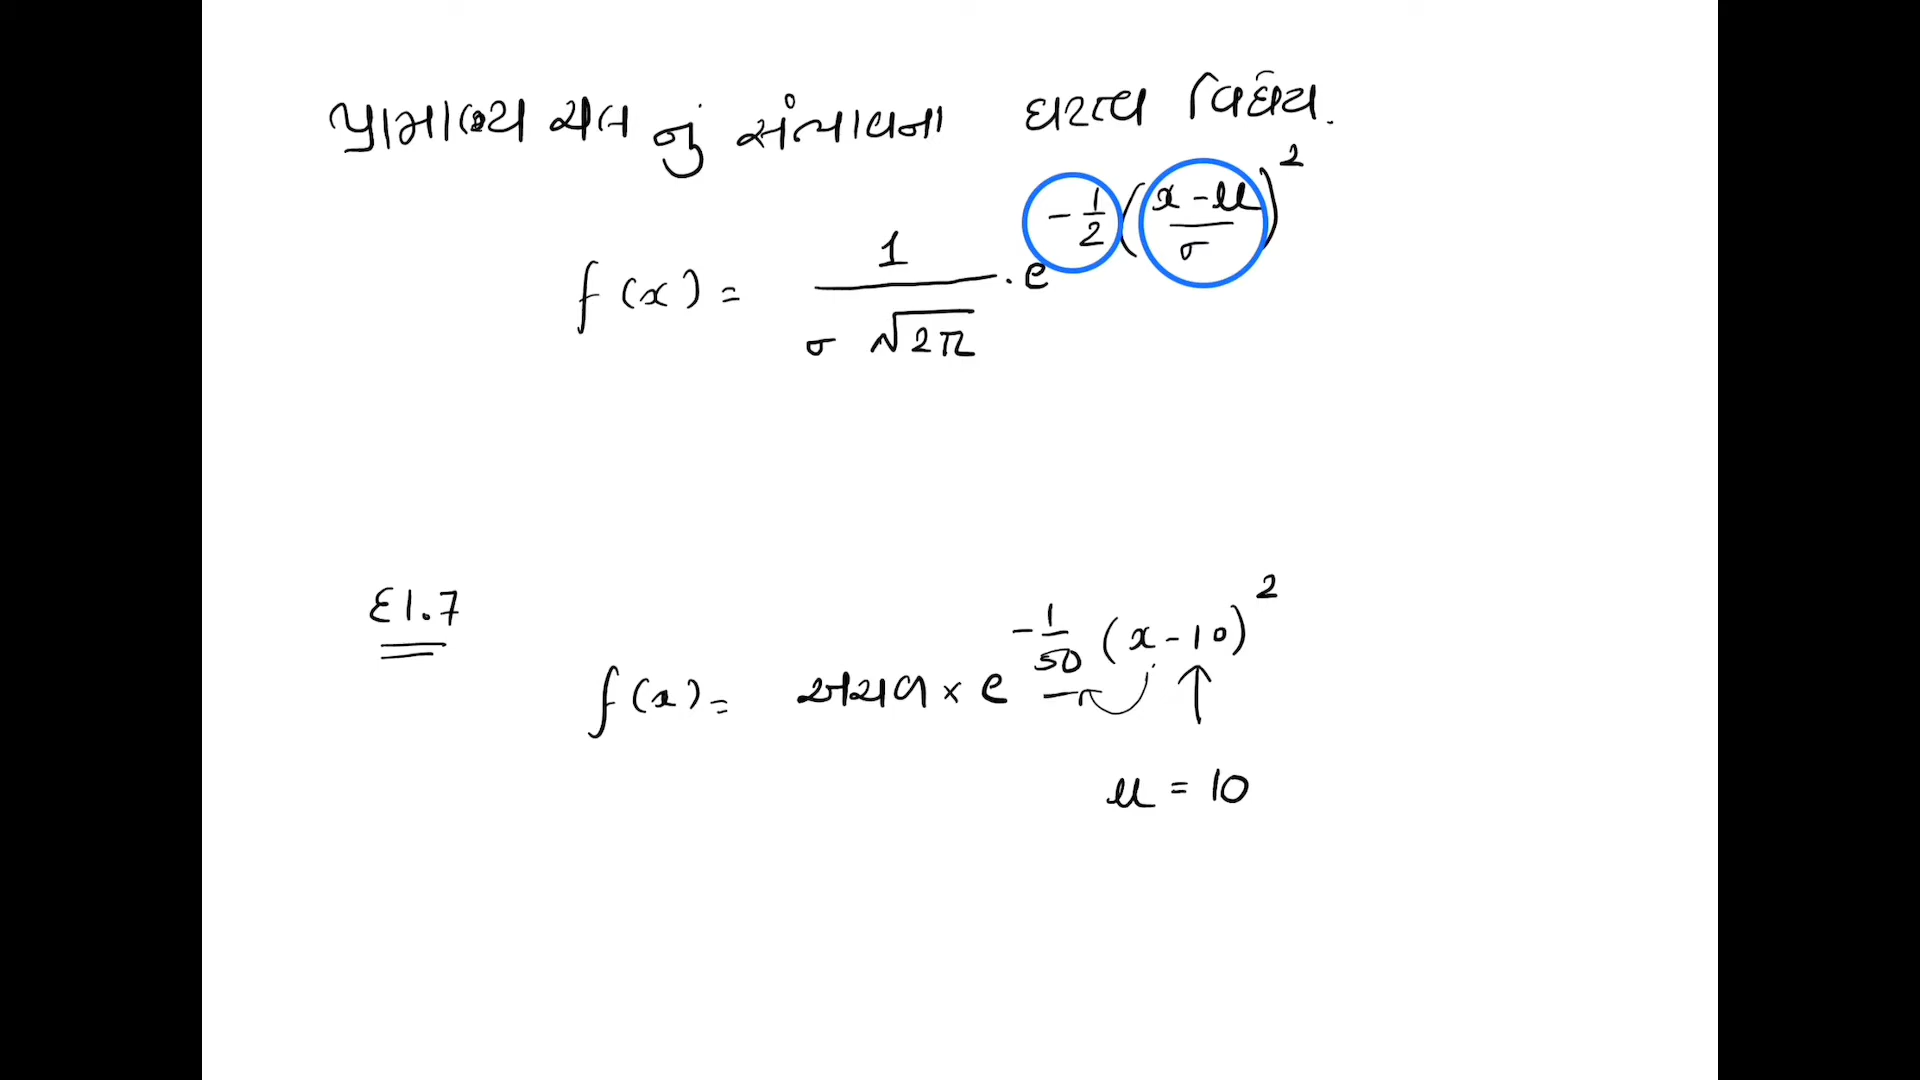 પ્રામાણ્ય ચલ નું સંભાવના ઘટત્વ વિધેય.
f(x) = 1/(σ √2π) · e^(-1/2 ((x-μ)/σ)^2)
દા.7
f(x) = અચળ × e^(-1/50 (x-10)^2)
μ = 10